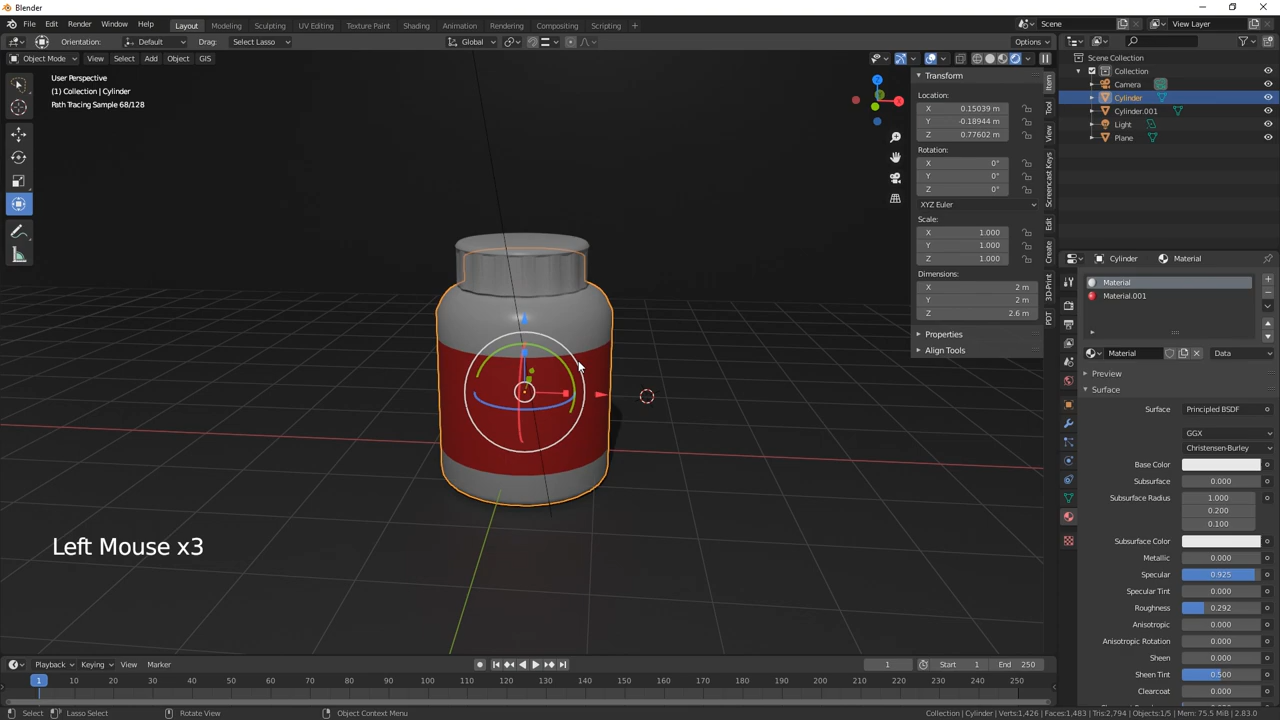 Blender
File Edit Render Window Help Layout Modeling Sculpting UV Editing Texture Paint Shading Animation Rendering Compositing Scripting + Scene View Layer
Orientation: Default Drag: Select Lasso Global Options
Object Mode View Select Add Object GIS
User Perspective
(1) Collection | Cylinder
Path Tracing Sample 68/128
Transform
Location:
X 0.15039 m
Y -0.18944 m
Z 0.77602 m
Rotation:
X 0°
Y 0°
Z 0°
XYZ Euler
Scale:
X 1.000
Y 1.000
Z 1.000
Dimensions:
X 2 m
Y 2 m
Z 2.6 m
Properties
Align Tools
Item
Tool
View
Screencast Keys
Edit
Create
3D-Print
PDT
Scene Collection
Collection
Camera
Cylinder
Cylinder.001
Light
Plane
Cylinder Material
Material
Material.001
Material Data
Preview
Surface
Surface Principled BSDF
GGX
Christensen-Burley
Base Color
Subsurface 0.000
Subsurface Radius 1.000
0.200
0.100
Subsurface Color
Metallic 0.000
Specular 0.925
Specular Tint 0.000
Roughness 0.292
Anisotropic 0.000
Anisotropic Rotation 0.000
Sheen 0.000
Sheen Tint 0.500
Clearcoat 0.000
Left Mouse x3
Playback Keying View Marker 1 Start 1 End 250
1 10 20 30 40 50 60 70 80 90 100 110 120 130 140 150 160 170 180 190 200 210 220 230 240 250
Select Lasso Select Rotate View Object Context Menu Collection | Cylinder | Verts:1,426 | Faces:1,483 | Tris:2,794 | Objects:1/5 | Mem: 75.5 MiB | 2.83.0